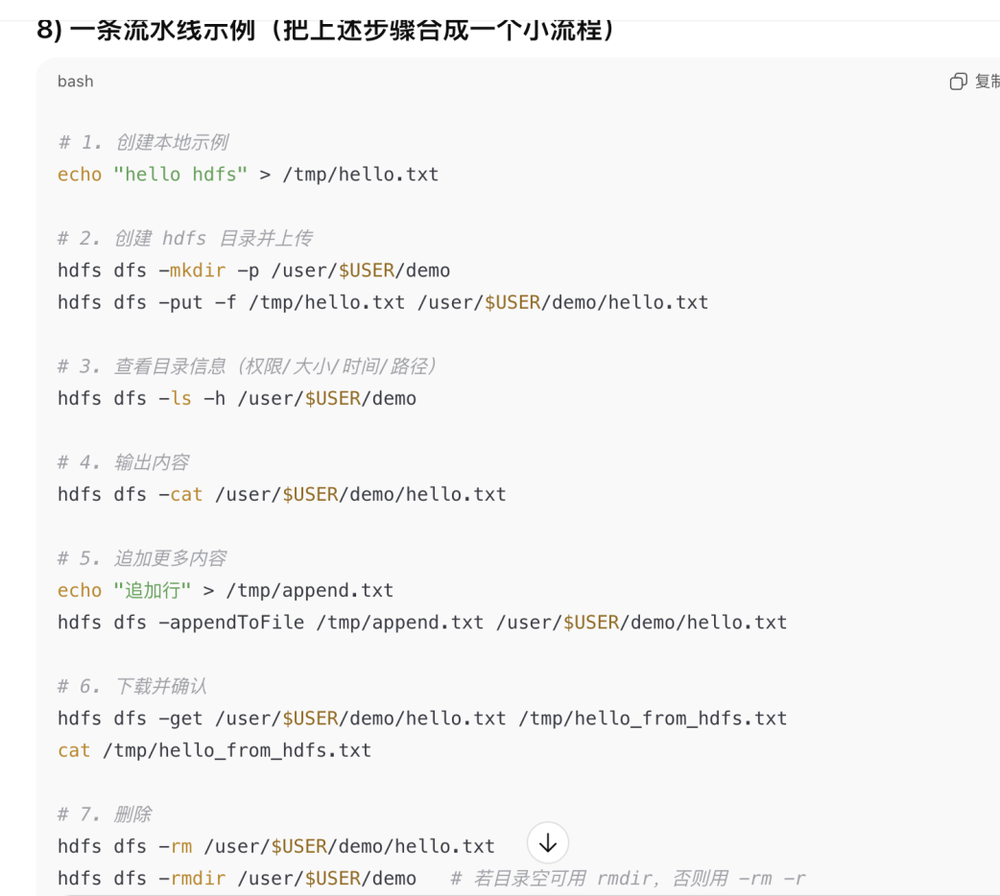 8) 一条流水线示例（把上述步骤合成一个小流程）
bash
复制
# 1. 创建本地示例
echo "hello hdfs" > /tmp/hello.txt
# 2. 创建 hdfs 目录并上传
hdfs dfs -mkdir -p /user/$USER/demo
hdfs dfs -put -f /tmp/hello.txt /user/$USER/demo/hello.txt
# 3. 查看目录信息（权限/大小/时间/路径）
hdfs dfs -ls -h /user/$USER/demo
# 4. 输出内容
hdfs dfs -cat /user/$USER/demo/hello.txt
# 5. 追加更多内容
echo "追加行" > /tmp/append.txt
hdfs dfs -appendToFile /tmp/append.txt /user/$USER/demo/hello.txt
# 6. 下载并确认
hdfs dfs -get /user/$USER/demo/hello.txt /tmp/hello_from_hdfs.txt
cat /tmp/hello_from_hdfs.txt
# 7. 删除
hdfs dfs -rm /user/$USER/demo/hello.txt
hdfs dfs -rmdir /user/$USER/demo   # 若目录空可用 rmdir, 否则用 -rm -r